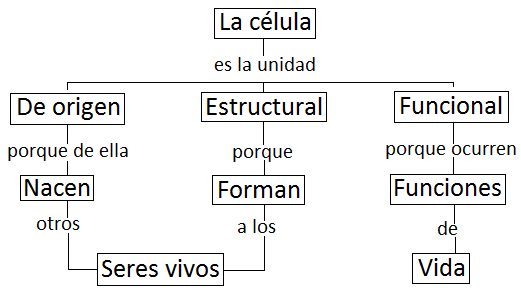 La célula
es la unidad
De origen
Estructural
Funcional
porque de ella
porque
porque ocurren
Nacen
Forman
Funciones
otros
a los
de
Seres vivos
Vida